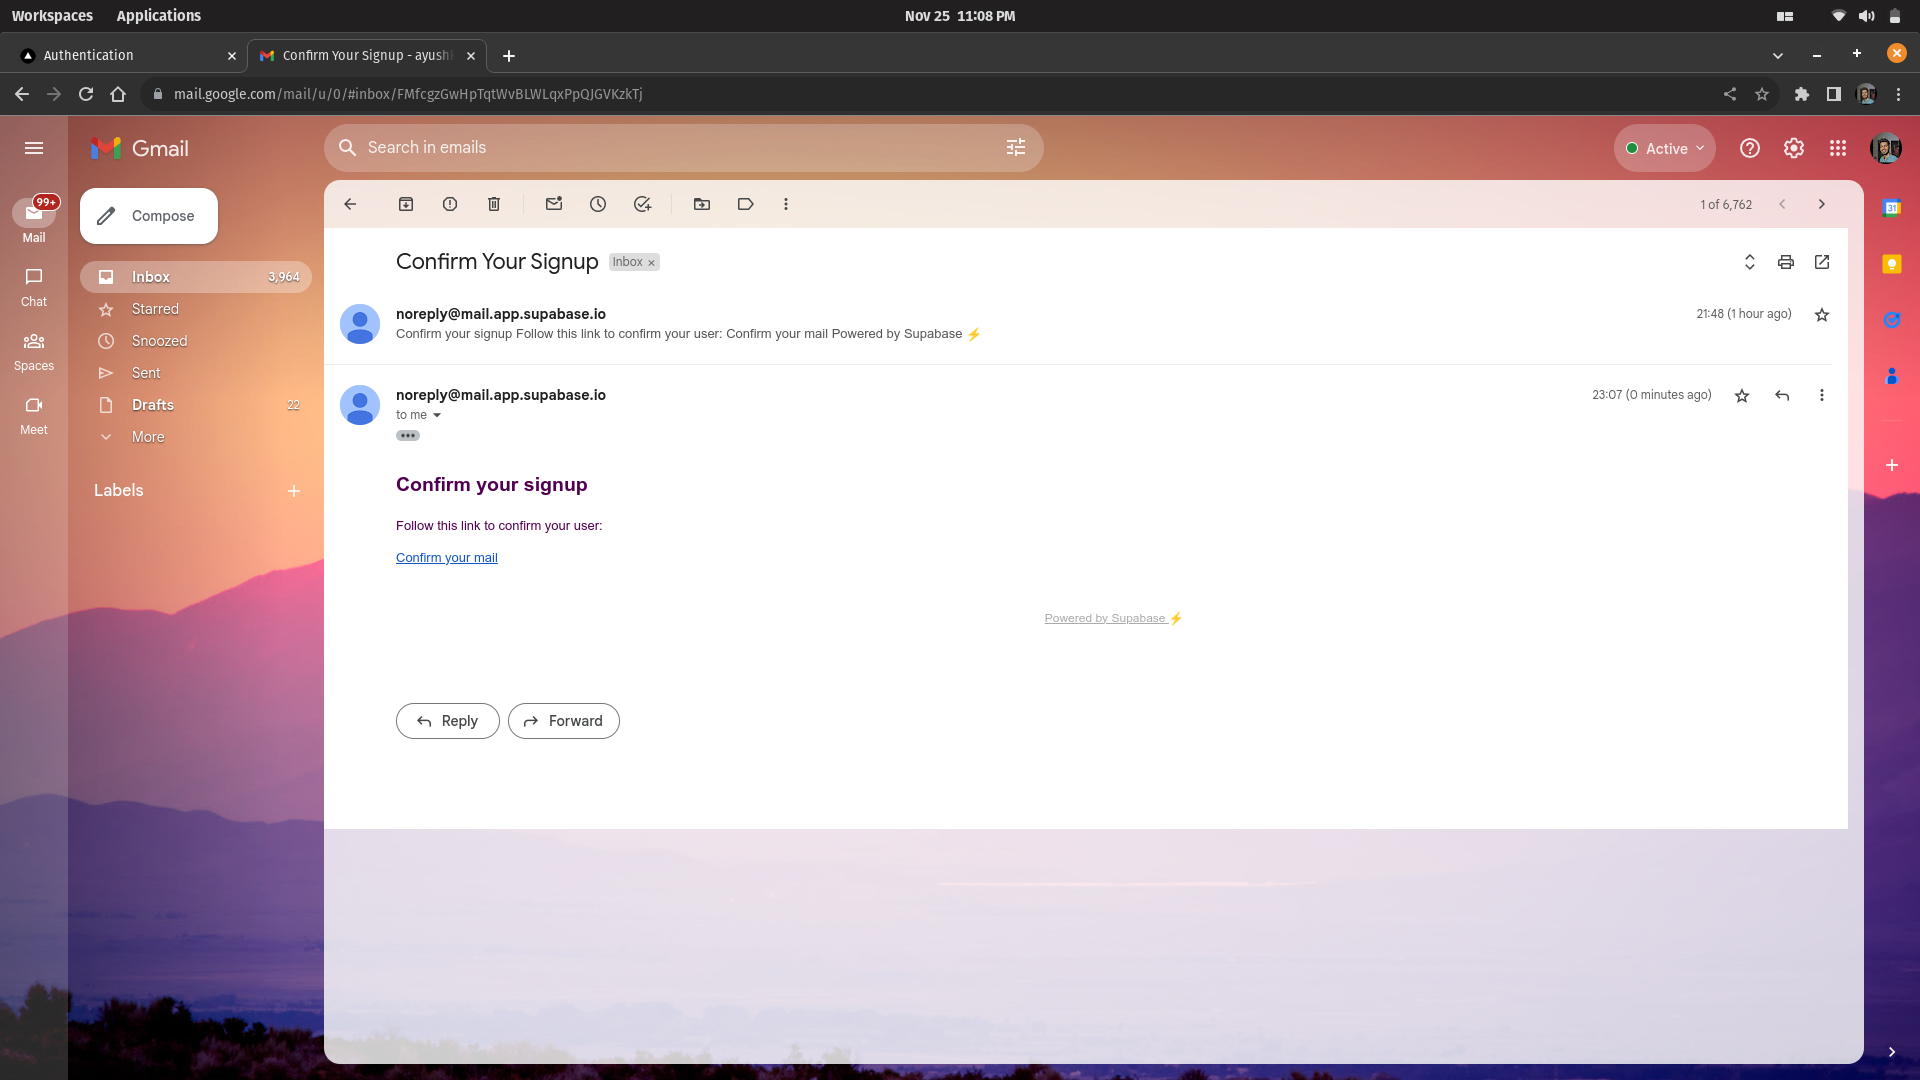 Workspaces Applications Nov 25 11:08 PM
Authentication Confirm Your Signup - ayush
mail.google.com/mail/u/0/#inbox/FMfcgzGwHpTqtWvBLWLqxPpQJGVKzkTj
Gmail Search in emails Active
99+
Mail
Chat
Spaces
Meet
Compose
Inbox 3,964
Starred
Snoozed
Sent
Drafts 22
More
Labels
1 of 6,762
Confirm Your Signup Inbox ×
noreply@mail.app.supabase.io 21:48 (1 hour ago)
Confirm your signup Follow this link to confirm your user: Confirm your mail Powered by Supabase ⚡
noreply@mail.app.supabase.io 23:07 (0 minutes ago)
to me
Confirm your signup
Follow this link to confirm your user:
Confirm your mail
Powered by Supabase ⚡
Reply Forward
31